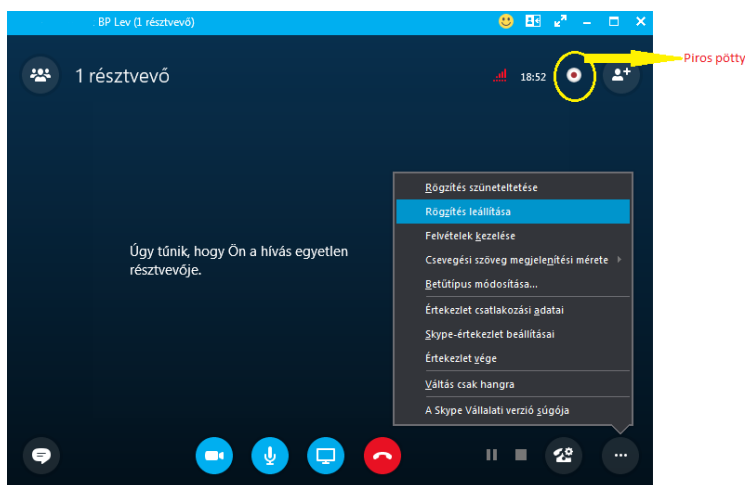 . BP Lev (1 résztvevő)
Piros pötty
1 résztvevő
18:52
Rögzítés szüneteltetése
Rögzítés leállítása
Felvételek kezelése
Csevegési szöveg megjelenítési mérete
Betűtípus módosítása...
Értekezlet csatlakozási adatai
Skype-értekezlet beállításai
Értekezlet vége
Váltás csak hangra
A Skype Vállalati verzió súgója
Úgy tűnik, hogy Ön a hívás egyetlen
résztvevője.